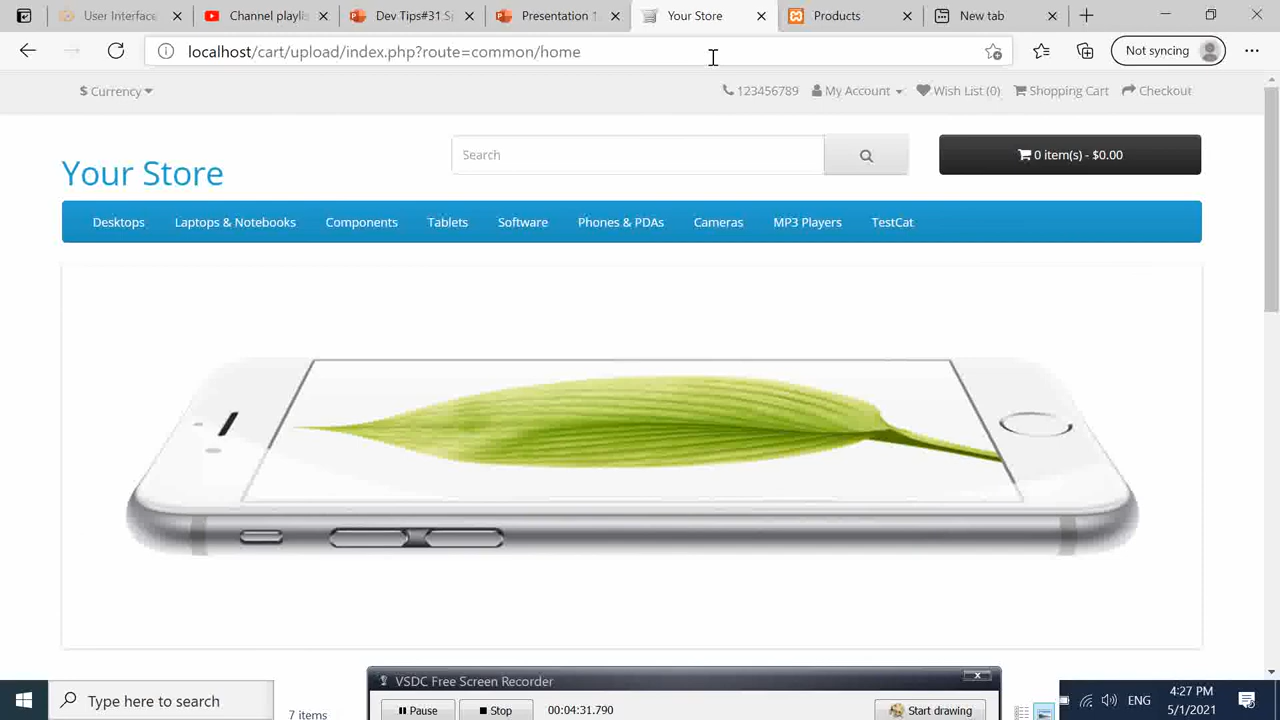 User Interface
Channel playlis
Dev Tips#31 S
Presentation 1
Your Store
Products
New tab
localhost/cart/upload/index.php?route=common/home
Not syncing
$ Currency
123456789
My Account
Wish List (0)
Shopping Cart
Checkout
Your Store
Search
0 item(s) - $0.00
Desktops
Laptops & Notebooks
Components
Tablets
Software
Phones & PDAs
Cameras
MP3 Players
TestCat
VSDC Free Screen Recorder
Pause
Stop
00:04:31.790
Start drawing
Type here to search
7 items
ENG
4:27 PM
5/1/2021